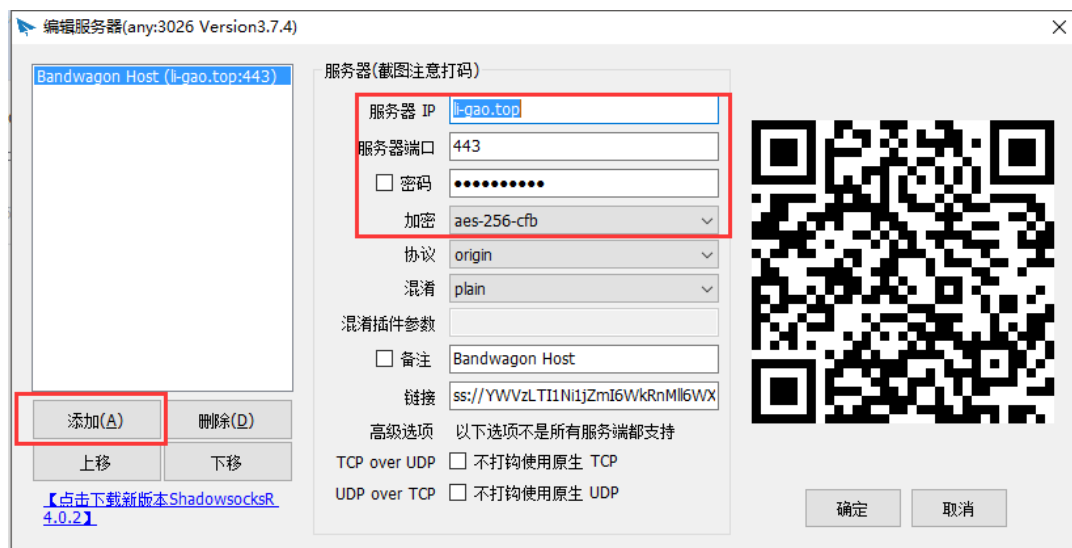 编辑服务器(any:3026 Version3.7.4)
Bandwagon Host (li-gao.top:443)
服务器(截图注意打码)
服务器 IP li-gao.top
服务器端口 443
密码 ●●●●●●●●●●
加密 aes-256-cfb
协议 origin
混淆 plain
混淆插件参数
备注 Bandwagon Host
链接 ss://YWVzLTI1Ni1jZmI6WkRnMll6WX
高级选项 以下选项不是所有服务端都支持
TCP over UDP 不打钩使用原生 TCP
UDP over TCP 不打钩使用原生 UDP
添加(A) 删除(D)
上移 下移
【点击下载新版本ShadowsocksR
4.0.2】
确定 取消